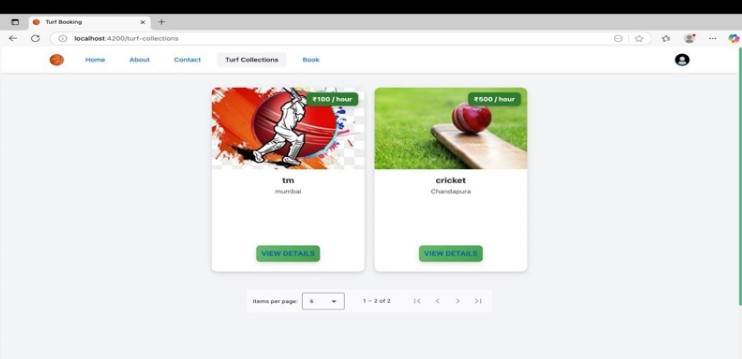 Turf Booking
localhost:4200/turf-collections
Home About Contact Turf Collections Book
₹100 / hour
tm
mumbai
VIEW DETAILS
₹500 / hour
cricket
Chandapura
VIEW DETAILS
Items per page: 6 1 – 2 of 2